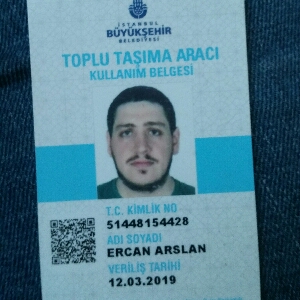 İSTANBUL
BÜYÜKŞEHİR
BELEDİYESİ
TOPLU TAŞIMA ARACI
KULLANIM BELGESİ
T.C. KİMLİK NO
51448154428
ADI SOYADI
ERCAN ARSLAN
VERİLİŞ TARİHİ
12.03.2019